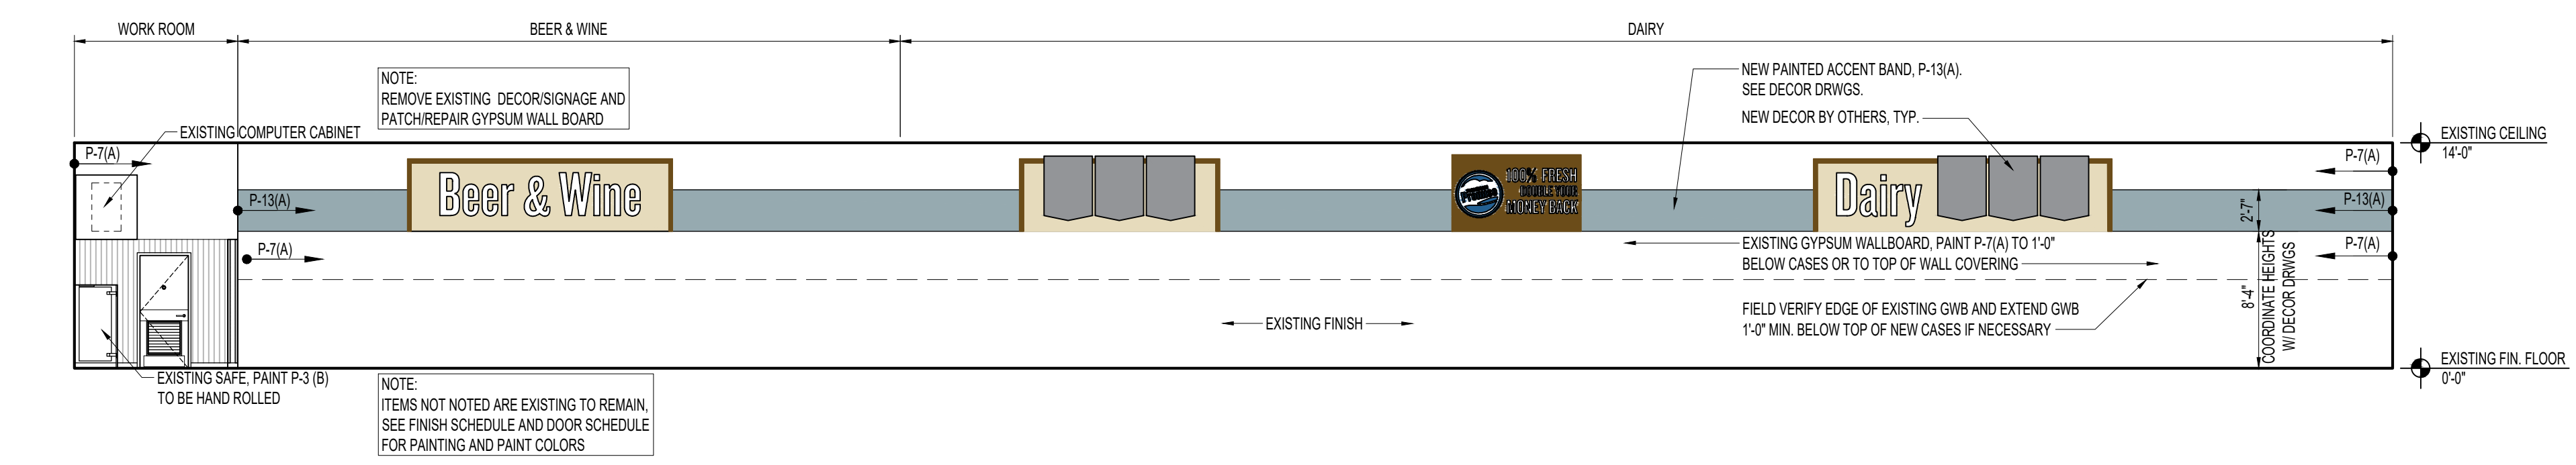 WORK ROOM
BEER & WINE
DAIRY
NOTE:
REMOVE EXISTING DECOR/SIGNAGE AND
PATCH/REPAIR GYPSUM WALL BOARD
NEW PAINTED ACCENT BAND, P-13(A).
SEE DECOR DRWGS.
NEW DECOR BY OTHERS, TYP.
EXISTING COMPUTER CABINET
EXISTING CEILING
14'-0"
P-7(A)
P-7(A)
Beer & Wine
100% FRESH
DOUBLE YOUR
MONEY BACK
Dairy
P-13(A)
P-13(A)
2'-7"
P-7(A)
P-7(A)
EXISTING GYPSUM WALLBOARD, PAINT P-7(A) TO 1'-0"
BELOW CASES OR TO TOP OF WALL COVERING
8'-4"
COORDINATE HEIGHTS
W/ DECOR DRWGS
FIELD VERIFY EDGE OF EXISTING GWB AND EXTEND GWB
1'-0" MIN. BELOW TOP OF NEW CASES IF NECESSARY
EXISTING FINISH
EXISTING FIN. FLOOR
0'-0"
EXISTING SAFE, PAINT P-3 (B)
TO BE HAND ROLLED
NOTE:
ITEMS NOT NOTED ARE EXISTING TO REMAIN,
SEE FINISH SCHEDULE AND DOOR SCHEDULE
FOR PAINTING AND PAINT COLORS